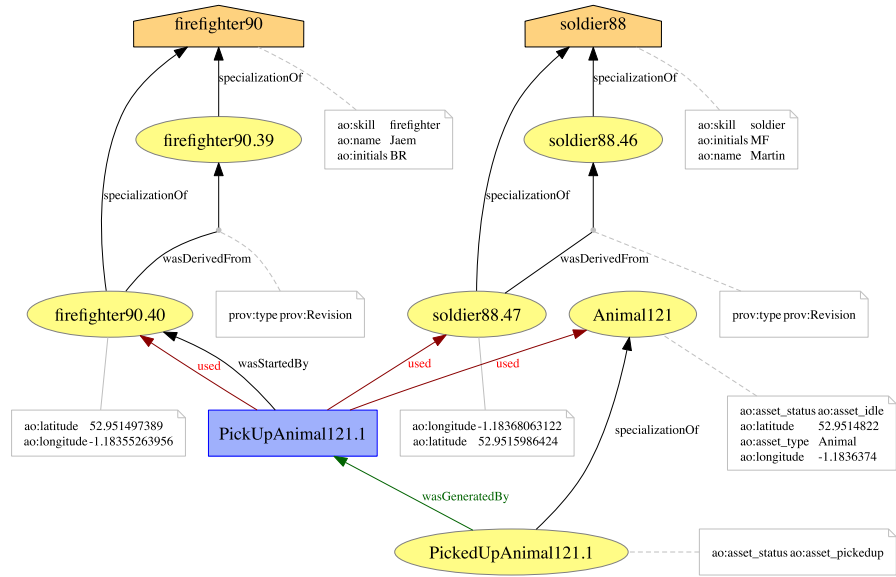 firefighter90
soldier88
specializationOf
specializationOf
ao:skill firefighter
ao:name Jaem
ao:initials BR
ao:skill soldier
ao:initials MF
ao:name Martin
firefighter90.39
soldier88.46
specializationOf
specializationOf
wasDerivedFrom
wasDerivedFrom
firefighter90.40
prov:type prov:Revision
soldier88.47
Animal121
prov:type prov:Revision
used
wasStartedBy
used
used
ao:latitude 52.951497389
ao:longitude -1.18355263956
PickUpAnimal121.1
ao:longitude -1.18368063122
ao:latitude 52.9515986424
specializationOf
ao:asset_status ao:asset_idle
ao:latitude 52.9514822
ao:asset_type Animal
ao:longitude -1.1836374
wasGeneratedBy
PickedUpAnimal121.1
ao:asset_status ao:asset_pickedup